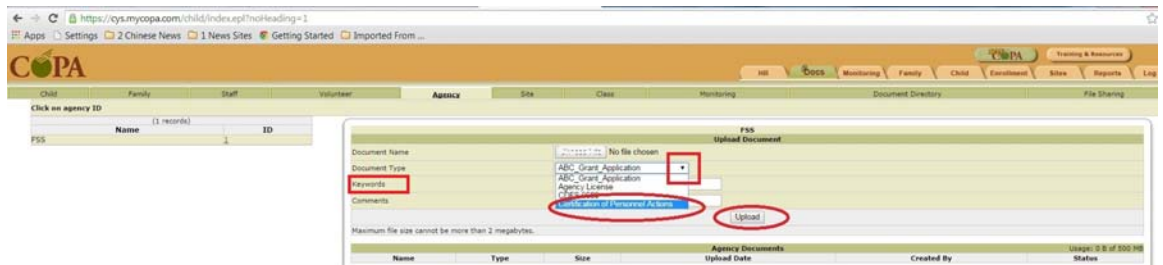 https://cys.mycopa.com/child/index.epl?noHeading=1
Apps Settings 2 Chinese News 1 News Sites Getting Started Imported From ...
COPA
COPA Training & Resources
Hill Docs Monitoring Family Child Enrollment Sites Reports Log
Child Family Staff Volunteer Agency Site Class Monitoring Document Directory File Sharing
Click on agency ID
(1 records)
Name ID
FSS 1
FSS
Upload Document
Document Name No file chosen
Document Type ABC_Grant_Application
ABC_Grant_Application
Keywords Agency License
Comments Certification of Personnel Actions
Upload
Maximum file size cannot be more than 2 megabytes.
Agency Documents Usage: 0 B of 500 MB
Name Type Size Upload Date Created By Status